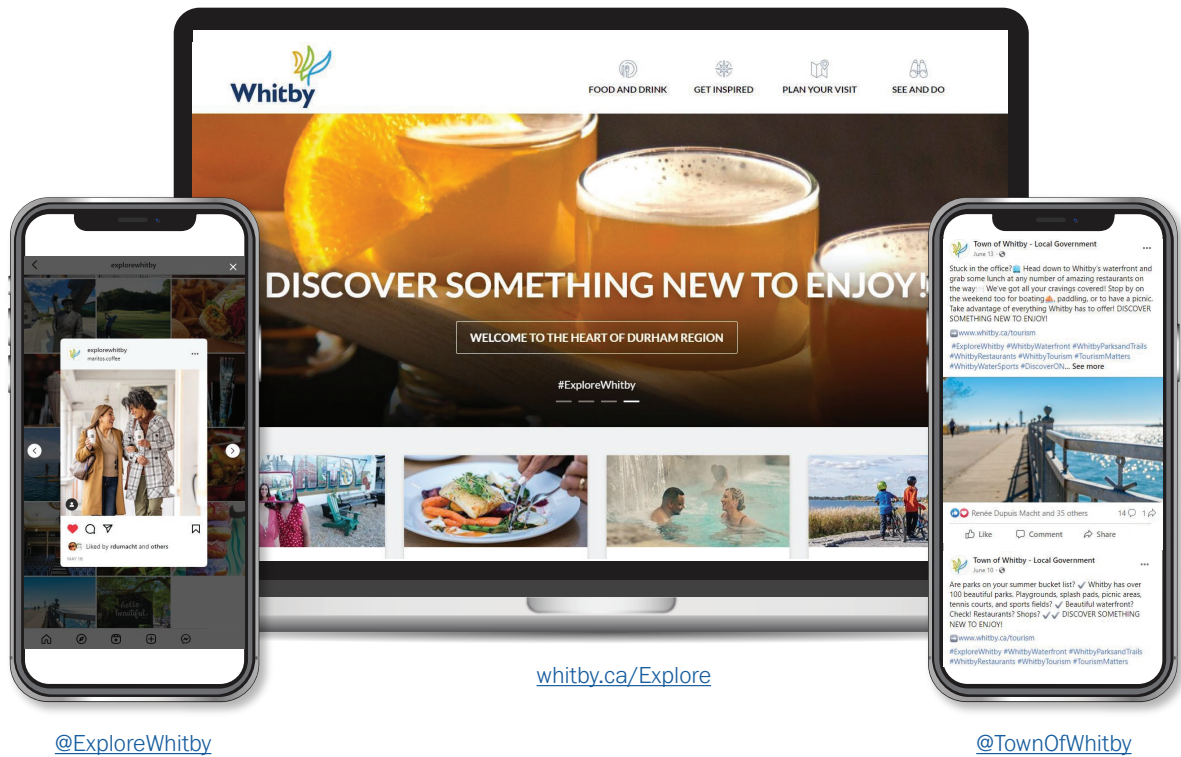 Whitby
FOOD AND DRINK
GET INSPIRED
PLAN YOUR VISIT
SEE AND DO
DISCOVER SOMETHING NEW TO ENJOY!
WELCOME TO THE HEART OF DURHAM REGION
#ExploreWhitby
explorewhitby
explorewhitby
maritos.coffee
Liked by rdumacht and others
MAY 18
hello
beautiful.
Town of Whitby - Local Government
June 13
Stuck in the office? Head down to Whitby's waterfront and
grab some lunch at any number of amazing restaurants on
the way We've got all your cravings covered! Stop by on
the weekend too for boating, paddling, or to have a picnic.
Take advantage of everything Whitby has to offer! DISCOVER
SOMETHING NEW TO ENJOY!
www.whitby.ca/tourism
#ExploreWhitby #WhitbyWaterfront #WhitbyParksandTrails
#WhitbyRestaurants #WhitbyTourism #TourismMatters
#WhitbyWaterSports #DiscoverON... See more
Renée Dupuis Macht and 35 others
14
1
Like
Comment
Share
Town of Whitby - Local Government
June 10
Are parks on your summer bucket list? ✓ Whitby has over
100 beautiful parks. Playgrounds, splash pads, picnic areas,
tennis courts, and sports fields? ✓ Beautiful waterfront?
Check! Restaurants? Shops? ✓✓ DISCOVER SOMETHING
NEW TO ENJOY!
www.whitby.ca/tourism
#ExploreWhitby #WhitbyWaterfront #WhitbyParksandTrails
#WhitbyRestaurants #WhitbyTourism #TourismMatters
whitby.ca/Explore
@ExploreWhitby
@TownOfWhitby